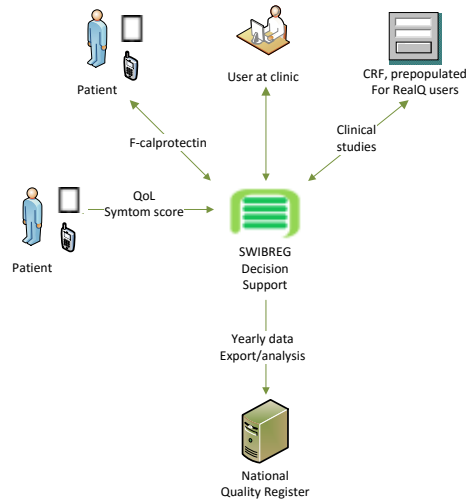 Patient
User at clinic
CRF, prepopulated
For RealQ users
F-calprotectin
Clinical
studies
QoL
Symtom score
Patient
SWIBREG
Decision
Support
Yearly data
Export/analysis
National
Quality Register